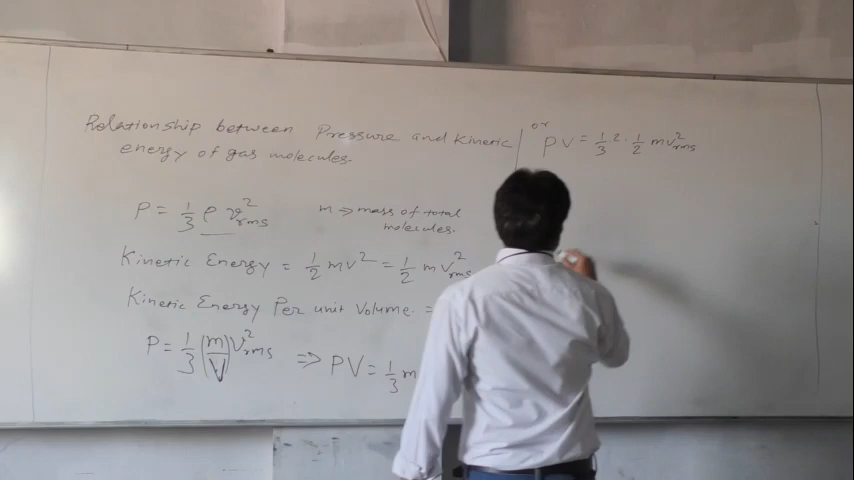 Relationship between Pressure and Kinetic
energy of gas molecules.
P = 1/3 ρ v²rms
m ⇒ mass of total
molecules.
Kinetic Energy = 1/2 mv² = 1/2 m v²rms
Kinetic Energy Per unit Volume. =
P = 1/3 (m/V) v²rms ⇒ PV = 1/3 m
or
PV = 1/3 2 · 1/2 m v²rms